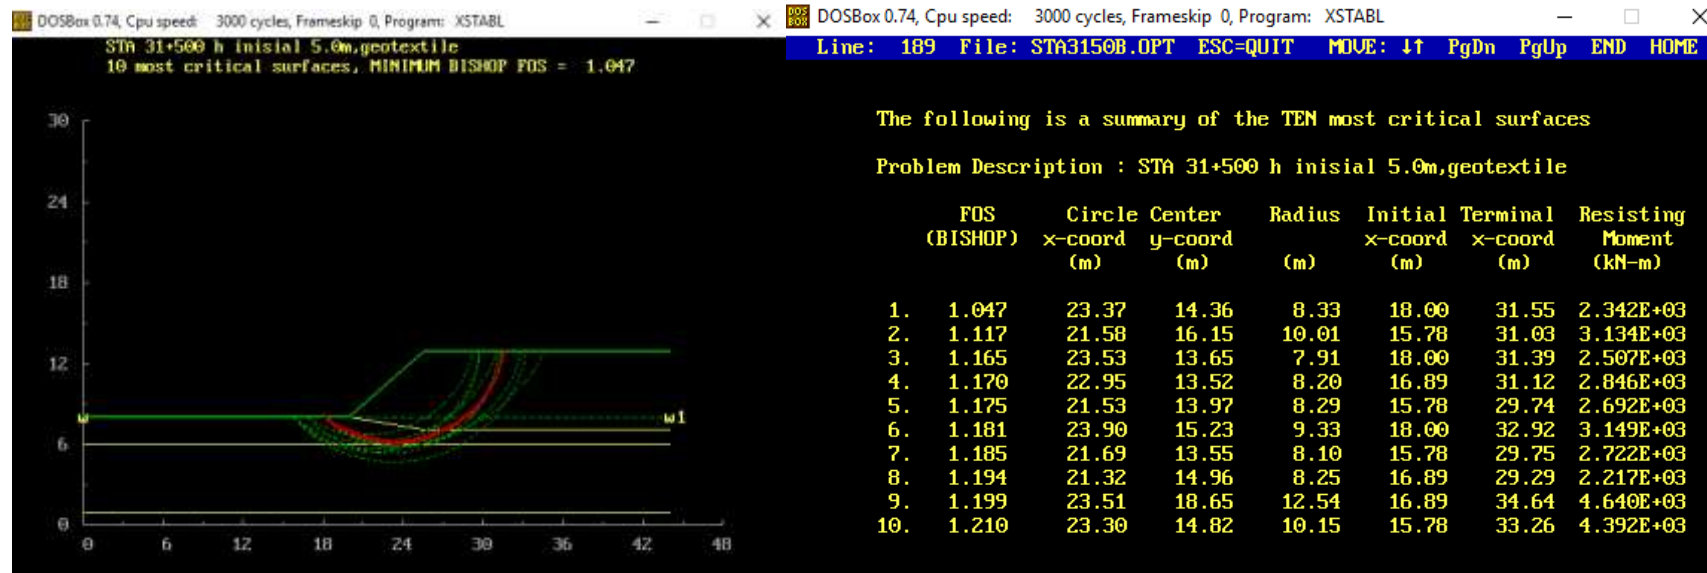 DOSBox 0.74, Cpu speed: 3000 cycles, Frameskip 0, Program: XSTABL
STA 31+500 h inisial 5.0m,geotextile
10 most critical surfaces, MINIMUM BISHOP FOS = 1.047
30
24
18
12
w w1
6
0
0 6 12 18 24 30 36 42 48
DOSBox 0.74, Cpu speed: 3000 cycles, Frameskip 0, Program: XSTABL
Line: 189 File: STA3150B.OPT ESC=QUIT MOVE: ↓↑ PgDn PgUp END HOME
The following is a summary of the TEN most critical surfaces
Problem Description : STA 31+500 h inisial 5.0m,geotextile
FOS Circle Center Radius Initial Terminal Resisting
(BISHOP) x-coord y-coord x-coord x-coord Moment
(m) (m) (m) (m) (m) (kN-m)
1. 1.047 23.37 14.36 8.33 18.00 31.55 2.342E+03
2. 1.117 21.58 16.15 10.01 15.78 31.03 3.134E+03
3. 1.165 23.53 13.65 7.91 18.00 31.39 2.507E+03
4. 1.170 22.95 13.52 8.20 16.89 31.12 2.846E+03
5. 1.175 21.53 13.97 8.29 15.78 29.74 2.692E+03
6. 1.181 23.90 15.23 9.33 18.00 32.92 3.149E+03
7. 1.185 21.69 13.55 8.10 15.78 29.75 2.722E+03
8. 1.194 21.32 14.96 8.25 16.89 29.29 2.217E+03
9. 1.199 23.51 18.65 12.54 16.89 34.64 4.640E+03
10. 1.210 23.30 14.82 10.15 15.78 33.26 4.392E+03